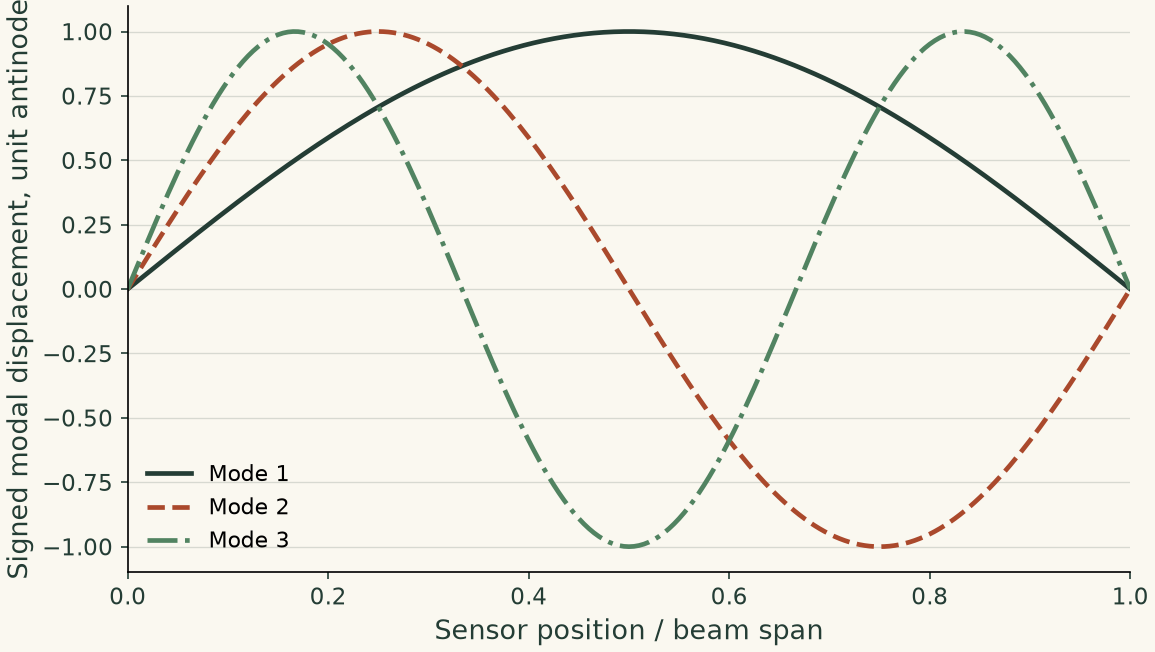 Signed modal displacement, unit antinode
1.00
0.75
0.50
0.25
0.00
−0.25
−0.50
−0.75
−1.00
Mode 1
Mode 2
Mode 3
0.0 0.2 0.4 0.6 0.8 1.0
Sensor position / beam span